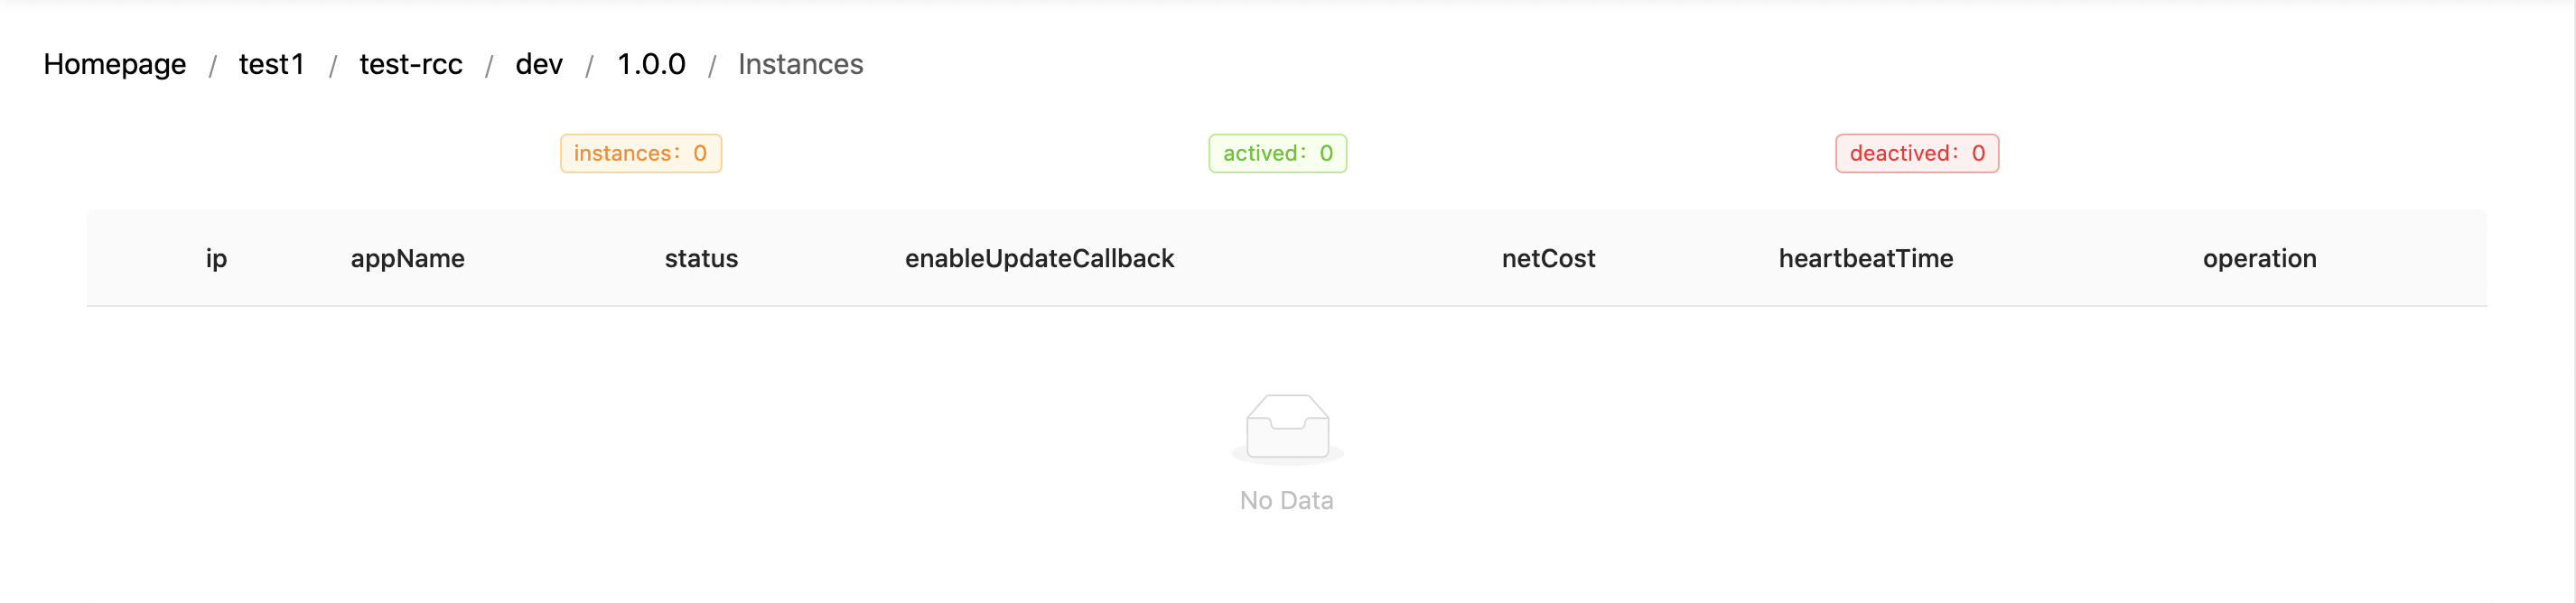 Homepage / test1 / test-rcc / dev / 1.0.0 / Instances
instances：0 actived：0 deactived：0
ip appName status enableUpdateCallback netCost heartbeatTime operation
No Data